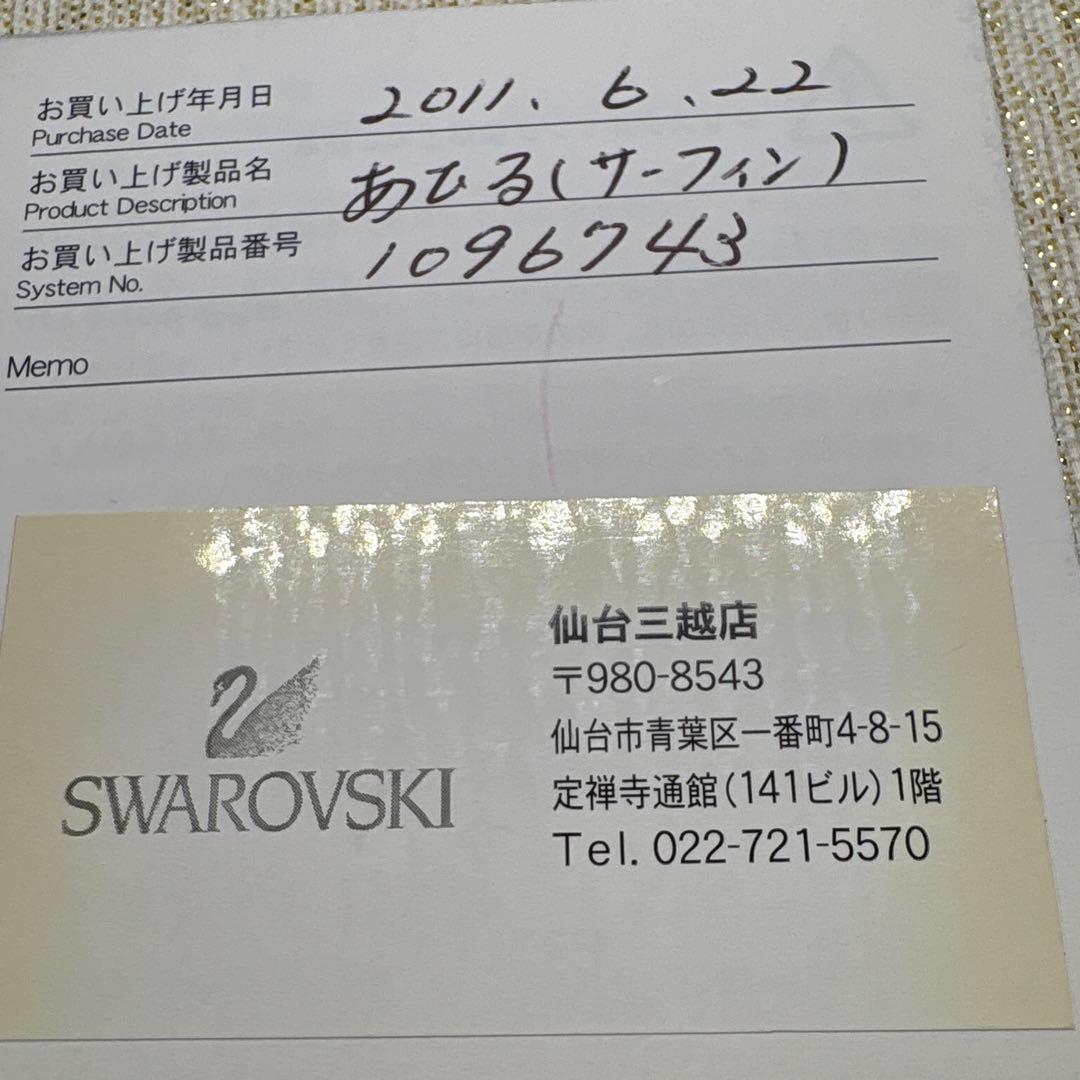 お買い上げ年月日 2011. 6. 22
Purchase Date
お買い上げ製品名 あひる(サーフィン)
Product Description
お買い上げ製品番号 1096743
System No.
Memo
SWAROVSKI
仙台三越店
〒980-8543
仙台市青葉区一番町4-8-15
定禅寺通館(141ビル)1階
Tel. 022-721-5570